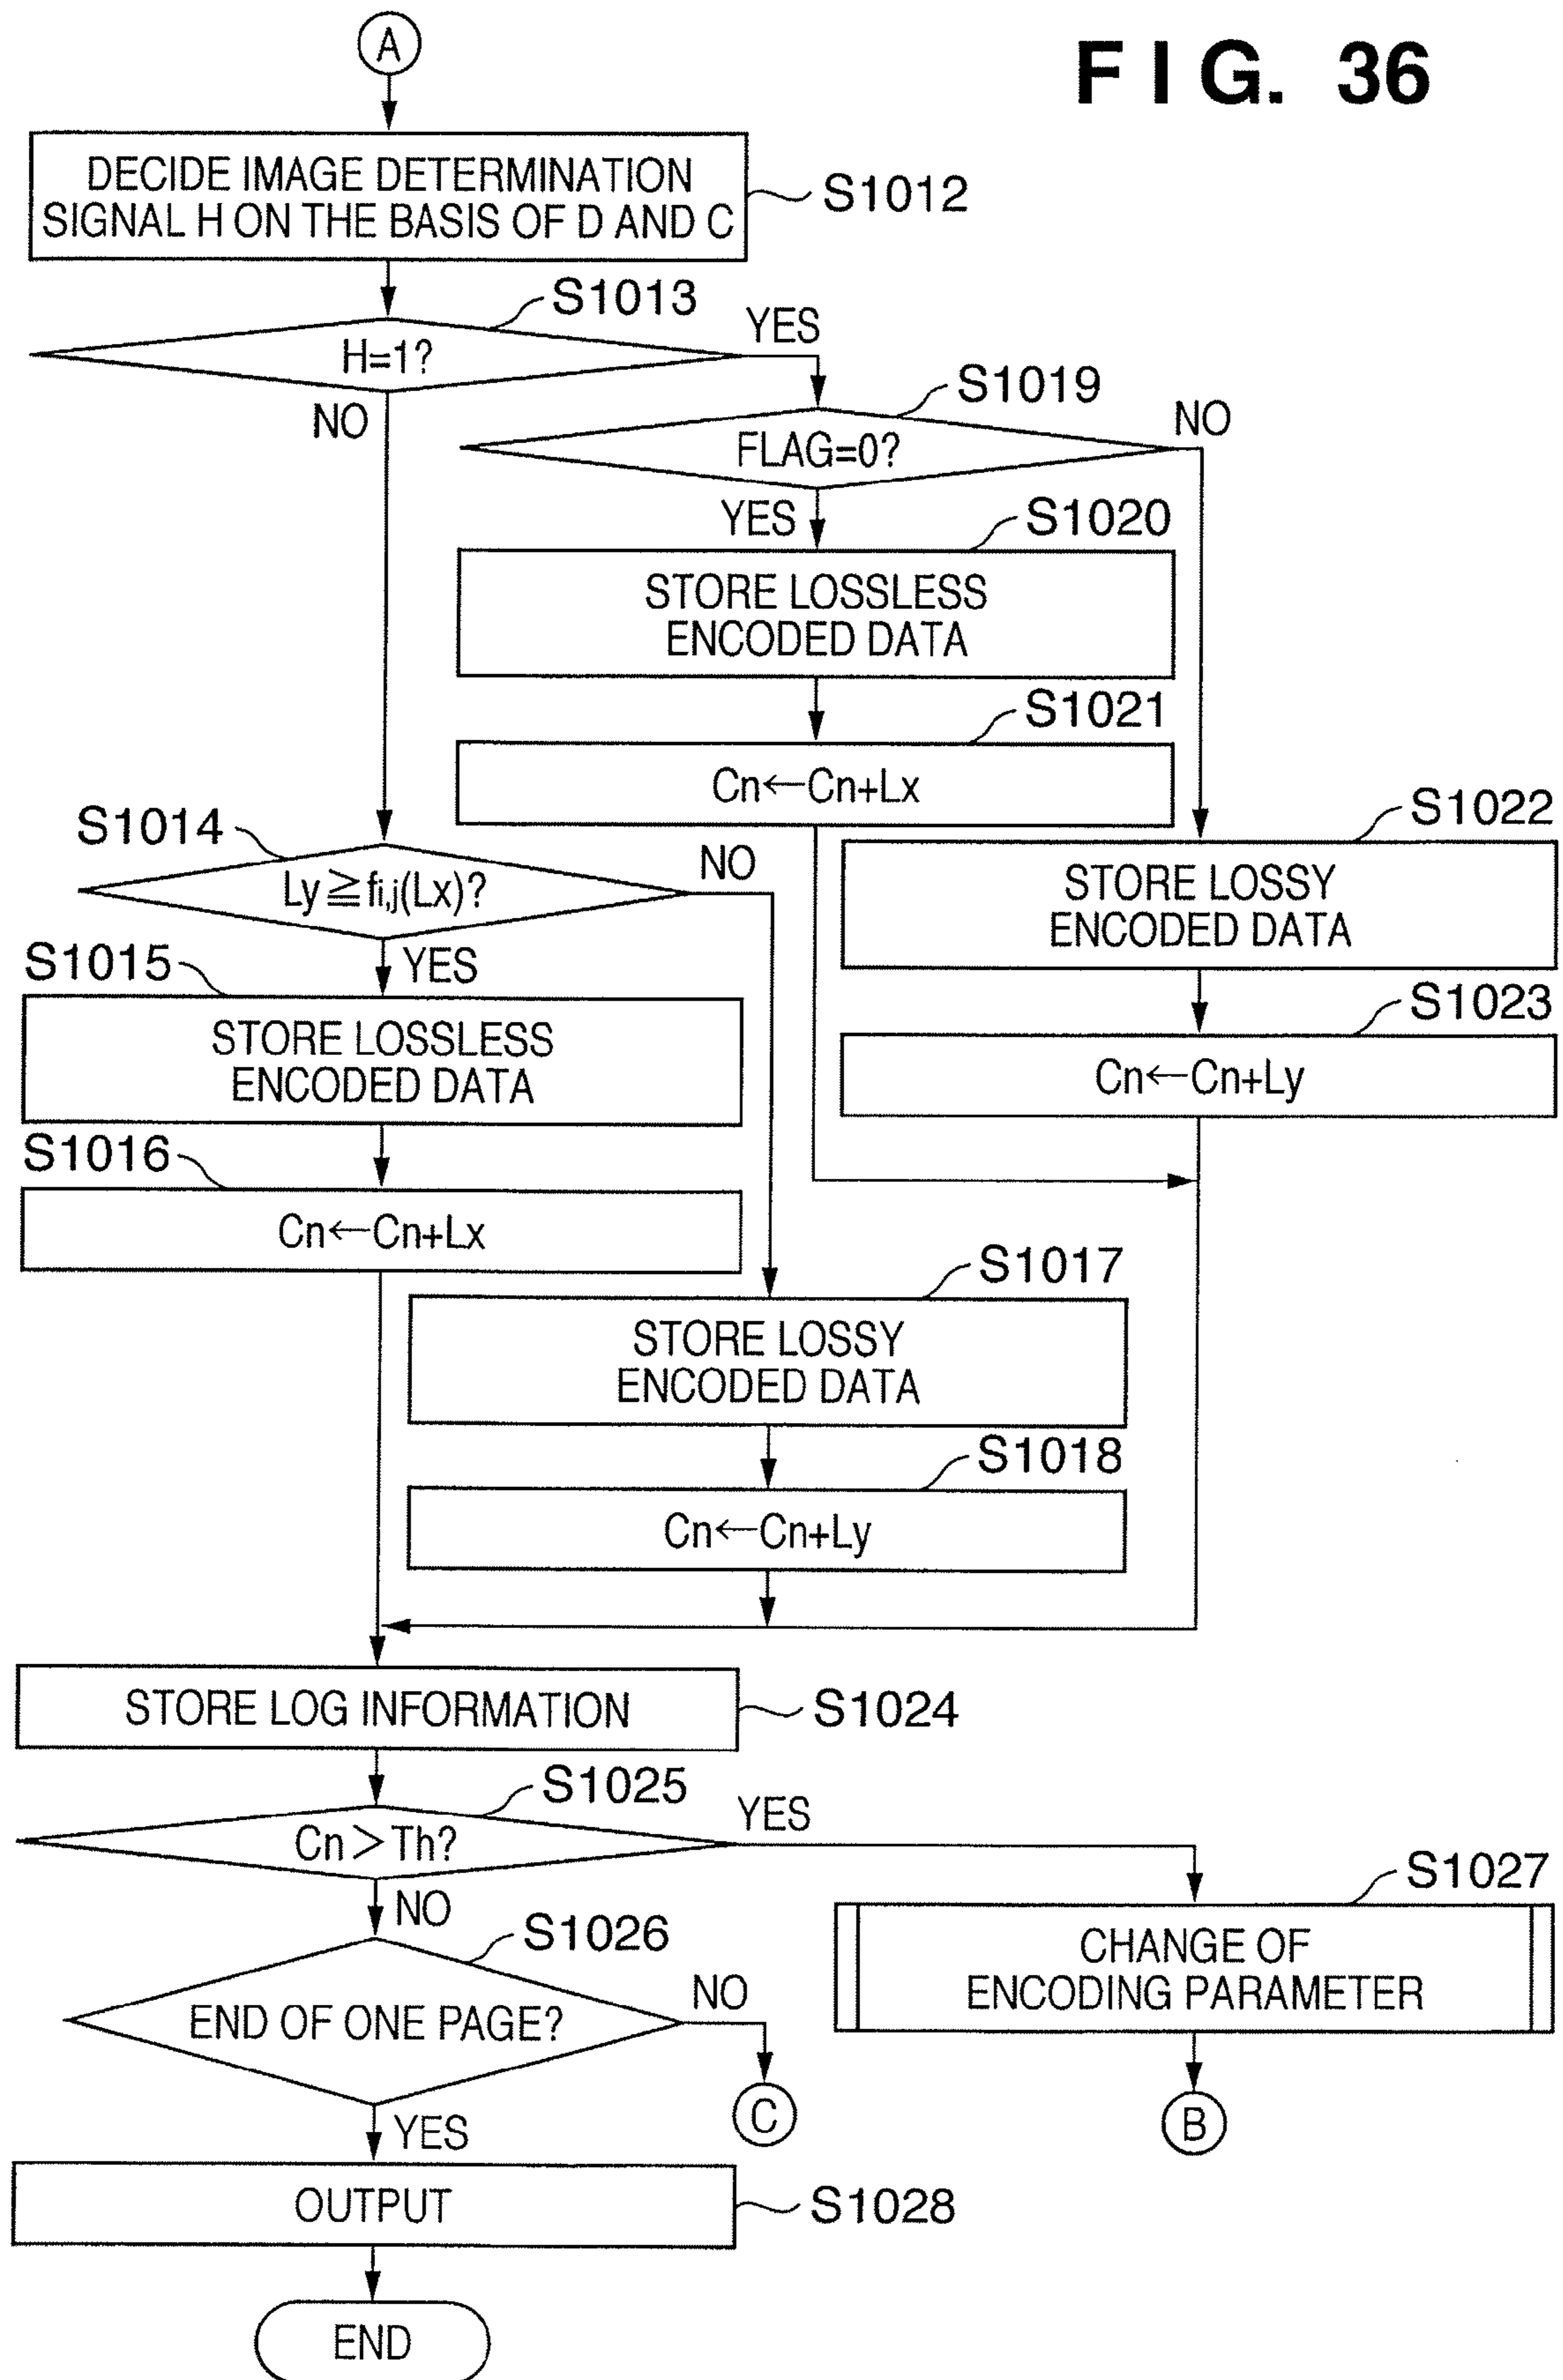 A
FIG. 36
DECIDE IMAGE DETERMINATION
SIGNAL H ON THE BASIS OF D AND C
S1012
S1013
H=1?
YES
NO
S1019
FLAG=0?
NO
YES
S1020
STORE LOSSLESS
ENCODED DATA
S1021
Cn←Cn+Lx
S1014
Ly≧fi,j(Lx)?
NO
YES
S1022
STORE LOSSY
ENCODED DATA
S1015
STORE LOSSLESS
ENCODED DATA
S1023
Cn←Cn+Ly
S1016
Cn←Cn+Lx
S1017
STORE LOSSY
ENCODED DATA
S1018
Cn←Cn+Ly
STORE LOG INFORMATION
S1024
S1025
Cn>Th?
YES
NO
S1027
CHANGE OF
ENCODING PARAMETER
S1026
END OF ONE PAGE?
NO
C
B
YES
OUTPUT
S1028
END